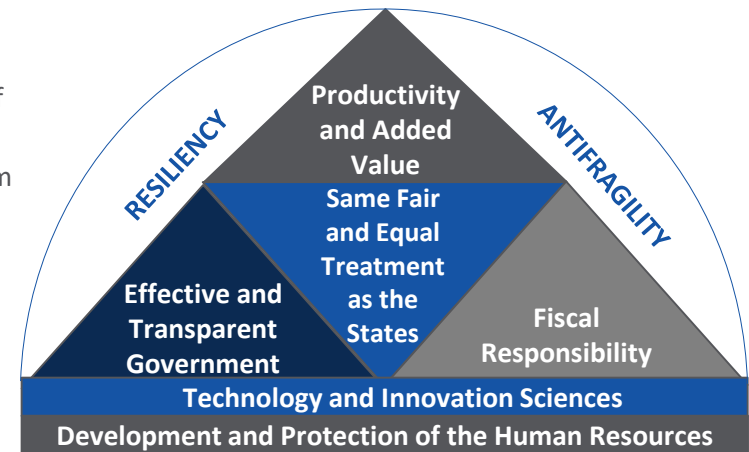 f
m
RESILIENCY
ANTIFRAGILITY
Productivity
and Added
Value
Same Fair
and Equal
Treatment
as the
States
Effective and
Transparent
Government
Fiscal
Responsibility
Technology and Innovation Sciences
Development and Protection of the Human Resources